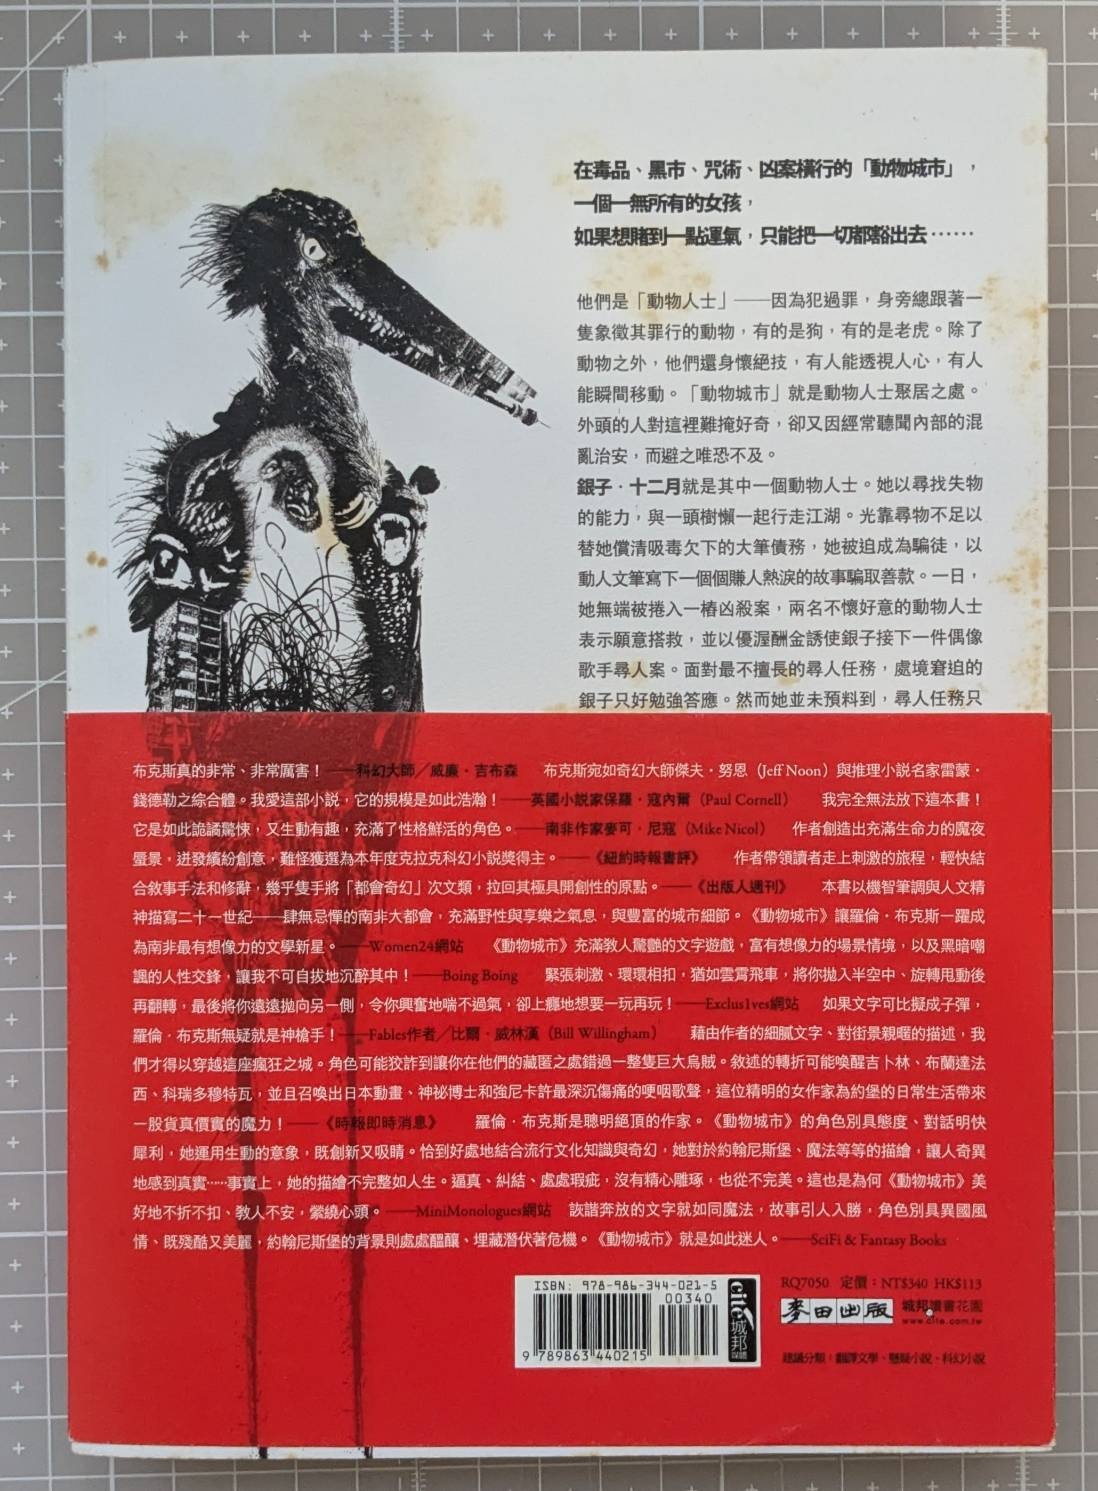 在毒品、黑市、咒術、凶案橫行的「動物城市」，
一個一無所有的女孩，
如果想賭到一點運氣，只能把一切都豁出去……
他們是「動物人士」——因為犯過罪，身旁總跟著一
隻象徵其罪行的動物，有的是狗，有的是老虎。除了
動物之外，他們還身懷絕技，有人能透視人心，有人
能瞬間移動。「動物城市」就是動物人士聚居之處。
外頭的人對這裡難掩好奇，卻又因經常聽聞內部的混
亂治安，而避之唯恐不及。
銀子．十二月就是其中一個動物人士。她以尋找失物
的能力，與一頭樹懶一起行走江湖。光靠尋物不足以
替她償清吸毒欠下的大筆債務，她被迫成為騙徒，以
動人文筆寫下一個個賺人熱淚的故事騙取善款。一日，
她無端被捲入一樁凶殺案，兩名不懷好意的動物人士
表示願意搭救，並以優渥酬金誘使銀子接下一件偶像
歌手尋人案。面對最不擅長的尋人任務，處境窘迫的
銀子只好勉強答應。然而她並未預料到，尋人任務只
布克斯真的非常、非常厲害！——科幻大師／威廉．吉布森 布克斯宛如奇幻大師傑夫．努恩（Jeff Noon）與推理小說名家雷蒙．
錢德勒之綜合體。我愛這部小說，它的規模是如此浩瀚！——英國小說家保羅．寇內爾（Paul Cornell） 我完全無法放下這本書！
它是如此詭譎驚悚，又生動有趣，充滿了性格鮮活的角色。——南非作家麥可．尼寇（Mike Nicol） 作者創造出充滿生命力的魔夜
蜃景，迸發繽紛創意，難怪獲選為本年度克拉克科幻小說獎得主。——《紐約時報書評》 作者帶領讀者走上刺激的旅程，輕快結
合敘事手法和修辭，幾乎隻手將「都會奇幻」次文類，拉回其極具開創性的原點。——《出版人週刊》 本書以機智筆調與人文精
神描寫二十一世紀——肆無忌憚的南非大都會，充滿野性與享樂之氣息，與豐富的城市細節。《動物城市》讓羅倫．布克斯一躍成
為南非最有想像力的文學新星。——Women24網站 《動物城市》充滿教人驚艷的文字遊戲，富有想像力的場景情境，以及黑暗嘲
諷的人性交鋒，讓我不可自拔地沉醉其中！——Boing Boing 緊張刺激、環環相扣，猶如雲霄飛車，將你拋入半空中、旋轉甩動後
再翻轉，最後將你遠遠拋向另一側，令你興奮地喘不過氣，卻上癮地想要一玩再玩！——Exclus1ves網站 如果文字可比擬成子彈，
羅倫．布克斯無疑就是神槍手！——Fables作者／比爾．威林漢（Bill Willingham） 藉由作者的細膩文字、對街景親暱的描述，我
們才得以穿越這座瘋狂之城。角色可能狡詐到讓你在他們的藏匿之處錯過一整隻巨大烏賊。敘述的轉折可能喚醒吉卜林、布蘭達法
西、科瑞多穆特瓦，並且召喚出日本動畫、神祕博士和強尼卡許最深沉傷痛的哽咽歌聲，這位精明的女作家為約堡的日常生活帶來
一股貨真價實的魔力！——《時報即時消息》 羅倫．布克斯是聰明絕頂的作家。《動物城市》的角色別具態度、對話明快
犀利，她運用生動的意象，既創新又吸睛。恰到好處地結合流行文化知識與奇幻，她對於約翰尼斯堡、魔法等等的描繪，讓人奇異
地感到真實……事實上，她的描繪不完整如人生。逼真、糾結、處處瑕疵，沒有精心雕琢，也從不完美。這也是為何《動物城市》美
好地不折不扣、教人不安，縈繞心頭。——MiniMonologues網站 詼諧奔放的文字就如同魔法，故事引人入勝，角色別具異國風
情、既殘酷又美麗，約翰尼斯堡的背景則處處醞釀、埋藏潛伏著危機。《動物城市》就是如此迷人。——SciFi & Fantasy Books
ISBN: 978-986-344-021-5
00340
9 789863 440215
cite城邦
媒體
RQ7050 定價：NT$340 HK$113
麥田出版 城邦讀書花園
www.cite.com.tw
建議分類：翻譯文學、懸疑小說、科幻小說